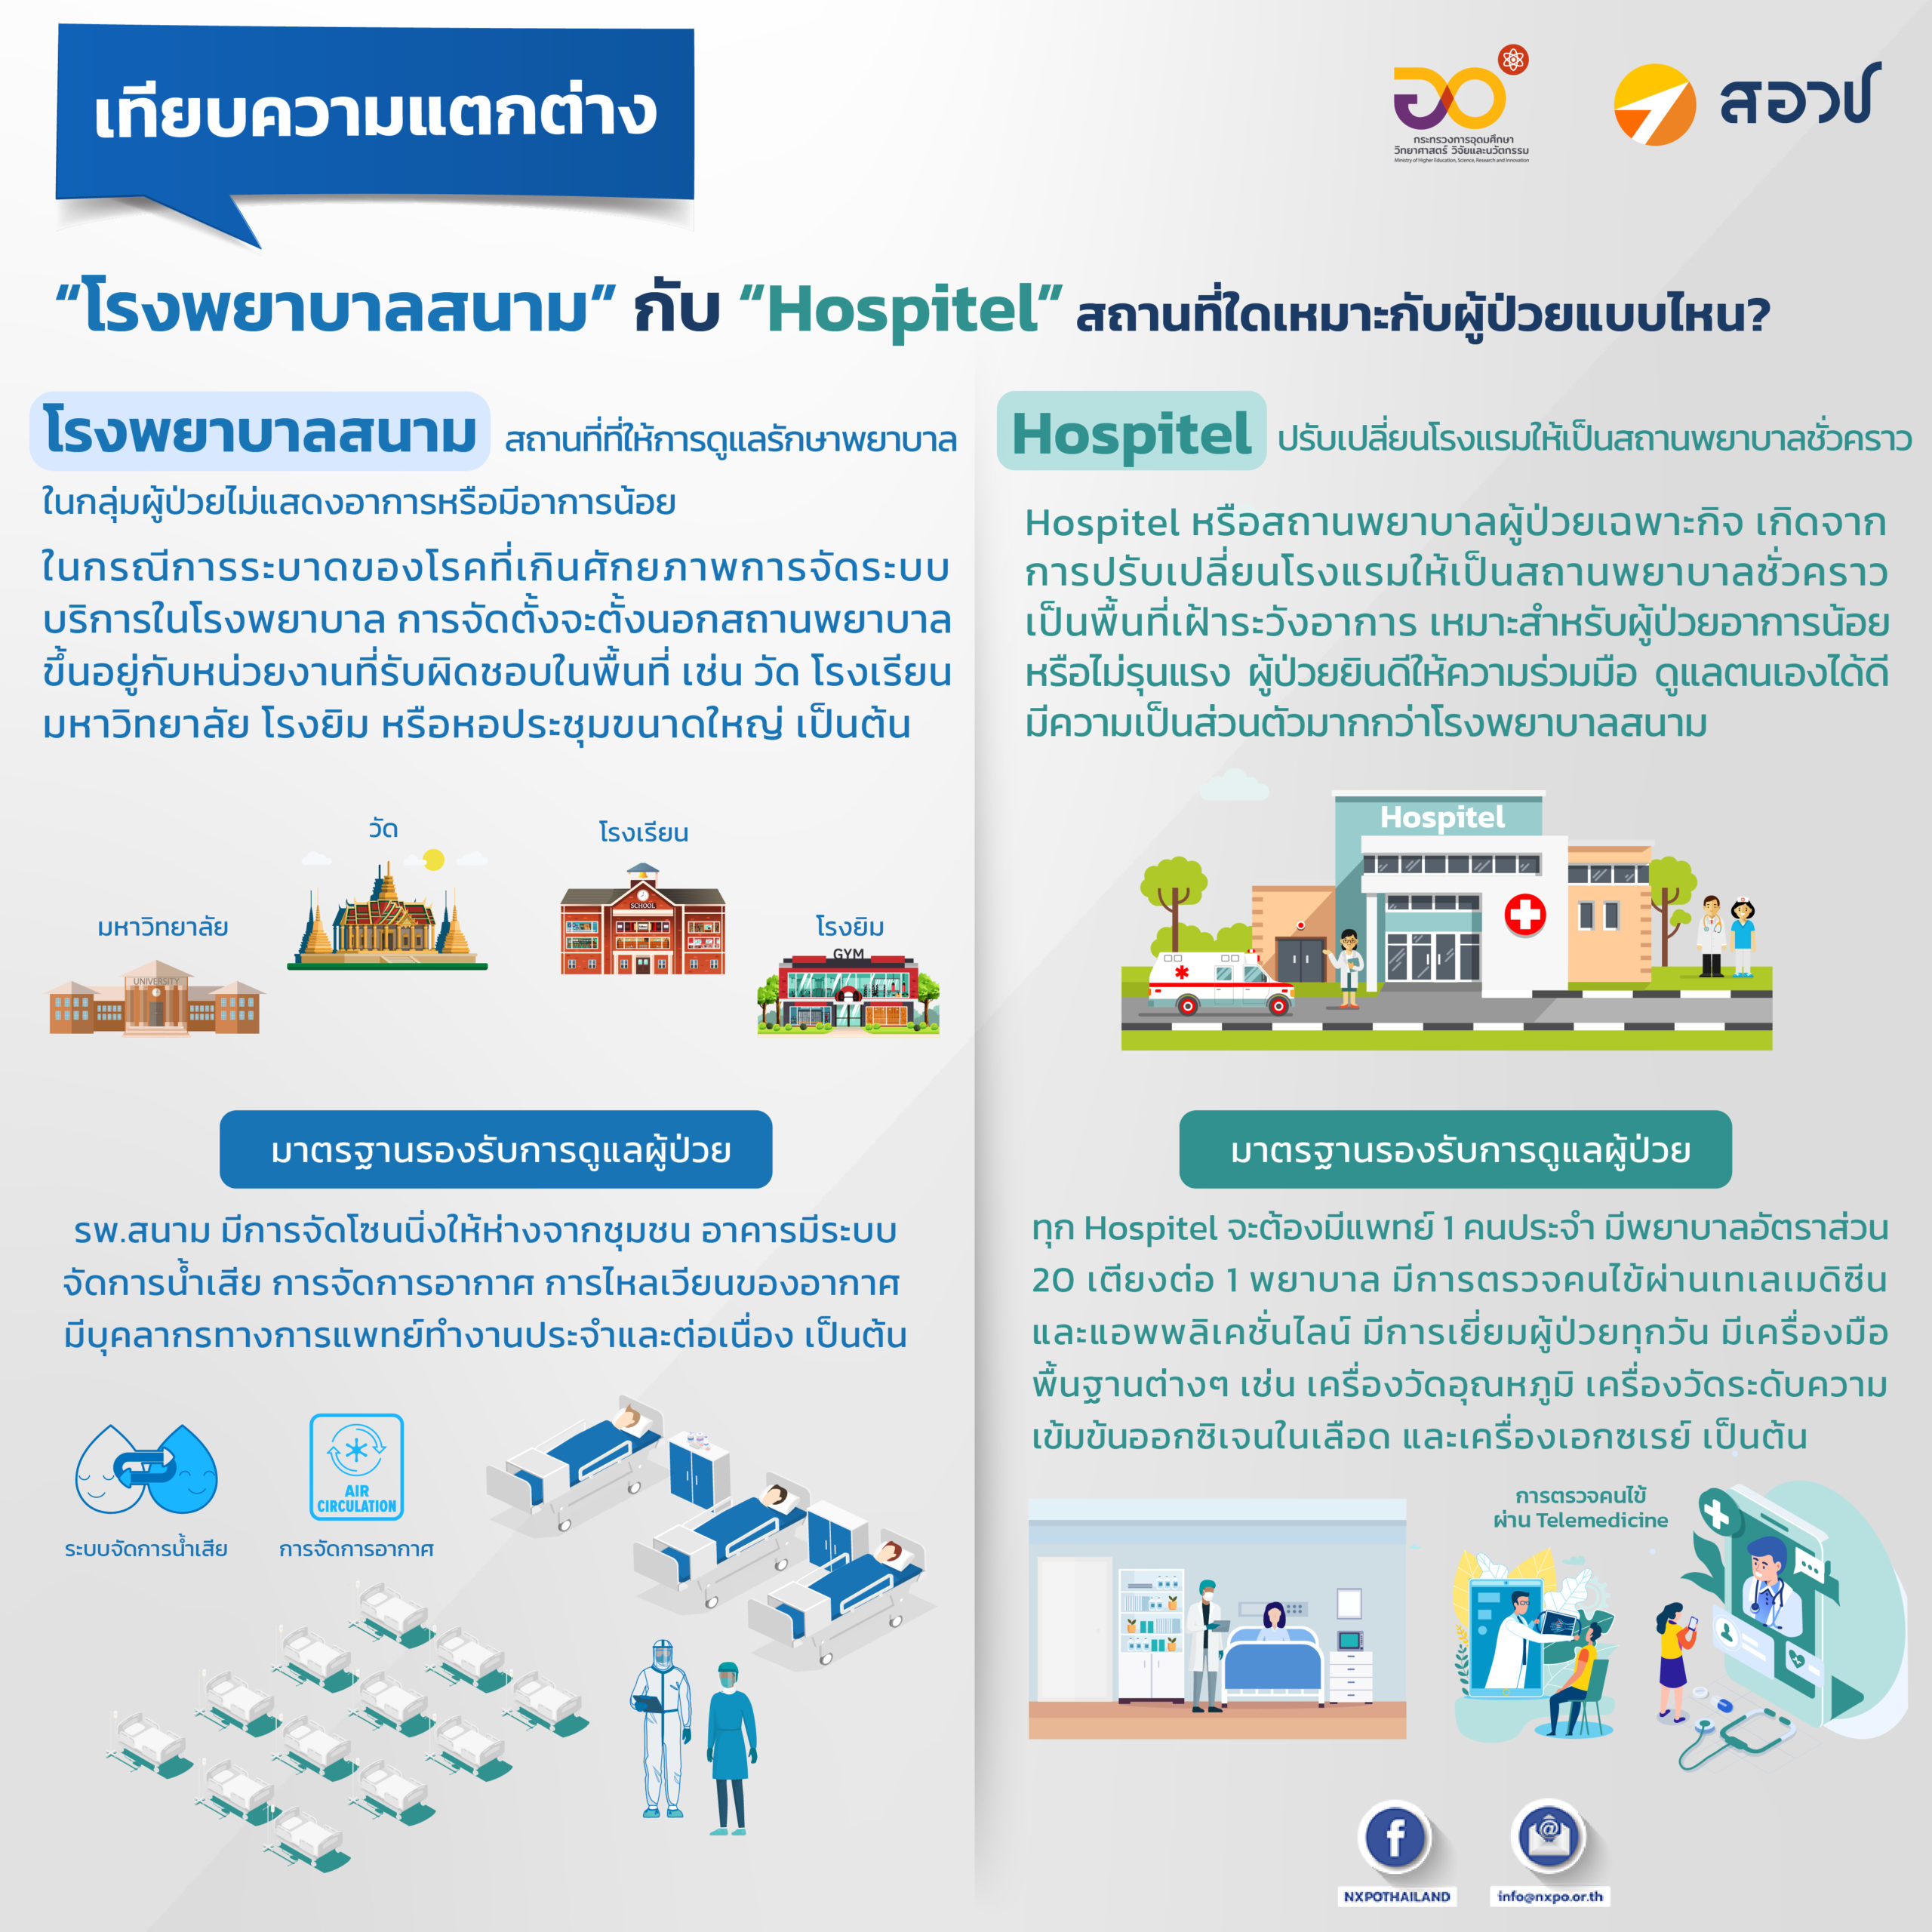 เทียบความแตกต่าง
กระทรวงการอุดมศึกษา
วิทยาศาสตร์ วิจัยและนวัตกรรม
Ministry of Higher Education, Science, Research and Innovation
สอวช
“โรงพยาบาลสนาม” กับ “Hospitel” สถานที่ใดเหมาะกับผู้ป่วยแบบไหน?
โรงพยาบาลสนาม สถานที่ที่ให้การดูแลรักษาพยาบาล
ในกลุ่มผู้ป่วยไม่แสดงอาการหรือมีอาการน้อย
ในกรณีการระบาดของโรคที่เกินศักยภาพการจัดระบบ
บริการในโรงพยาบาล การจัดตั้งจะตั้งนอกสถานพยาบาล
ขึ้นอยู่กับหน่วยงานที่รับผิดชอบในพื้นที่ เช่น วัด โรงเรียน
มหาวิทยาลัย โรงยิม หรือหอประชุมขนาดใหญ่ เป็นต้น
วัด
โรงเรียน
มหาวิทยาลัย
โรงยิม
SCHOOL
GYM
UNIVERSITY
มาตรฐานรองรับการดูแลผู้ป่วย
รพ.สนาม มีการจัดโซนนิ่งให้ห่างจากชุมชน อาคารมีระบบ
จัดการน้ำเสีย การจัดการอากาศ การไหลเวียนของอากาศ
มีบุคลากรทางการแพทย์ทำงานประจำและต่อเนื่อง เป็นต้น
AIR
CIRCULATION
ระบบจัดการน้ำเสีย
การจัดการอากาศ
Hospitel ปรับเปลี่ยนโรงแรมให้เป็นสถานพยาบาลชั่วคราว
Hospitel หรือสถานพยาบาลผู้ป่วยเฉพาะกิจ เกิดจาก
การปรับเปลี่ยนโรงแรมให้เป็นสถานพยาบาลชั่วคราว
เป็นพื้นที่เฝ้าระวังอาการ เหมาะสำหรับผู้ป่วยอาการน้อย
หรือไม่รุนแรง ผู้ป่วยยินดีให้ความร่วมมือ ดูแลตนเองได้ดี
มีความเป็นส่วนตัวมากกว่าโรงพยาบาลสนาม
Hospitel
มาตรฐานรองรับการดูแลผู้ป่วย
ทุก Hospitel จะต้องมีแพทย์ 1 คนประจำ มีพยาบาลอัตราส่วน
20 เตียงต่อ 1 พยาบาล มีการตรวจคนไข้ผ่านเทเลเมดิซีน
และแอพพลิเคชั่นไลน์ มีการเยี่ยมผู้ป่วยทุกวัน มีเครื่องมือ
พื้นฐานต่างๆ เช่น เครื่องวัดอุณหภูมิ เครื่องวัดระดับความ
เข้มข้นออกซิเจนในเลือด และเครื่องเอกซเรย์ เป็นต้น
การตรวจคนไข้
ผ่าน Telemedicine
NXPOTHAILAND
info@nxpo.or.th